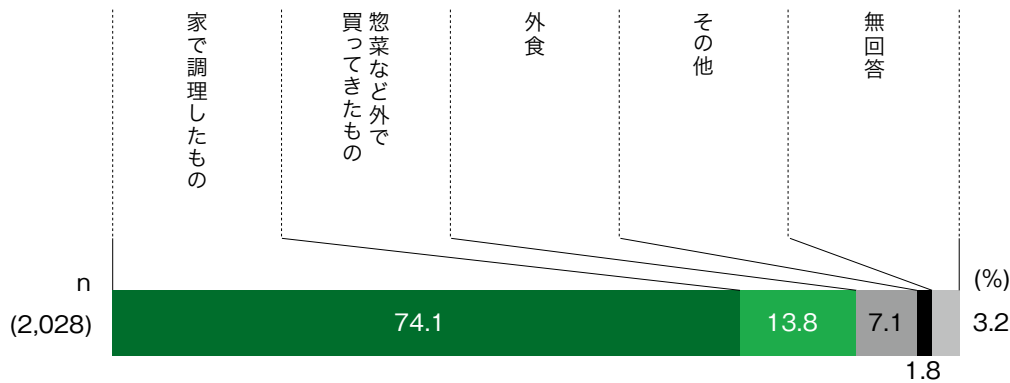 家で調理したもの
惣菜など外で
買ってきたもの
外食
その他
無回答
n
(%)
(2,028)
74.1
13.8
7.1
3.2
1.8